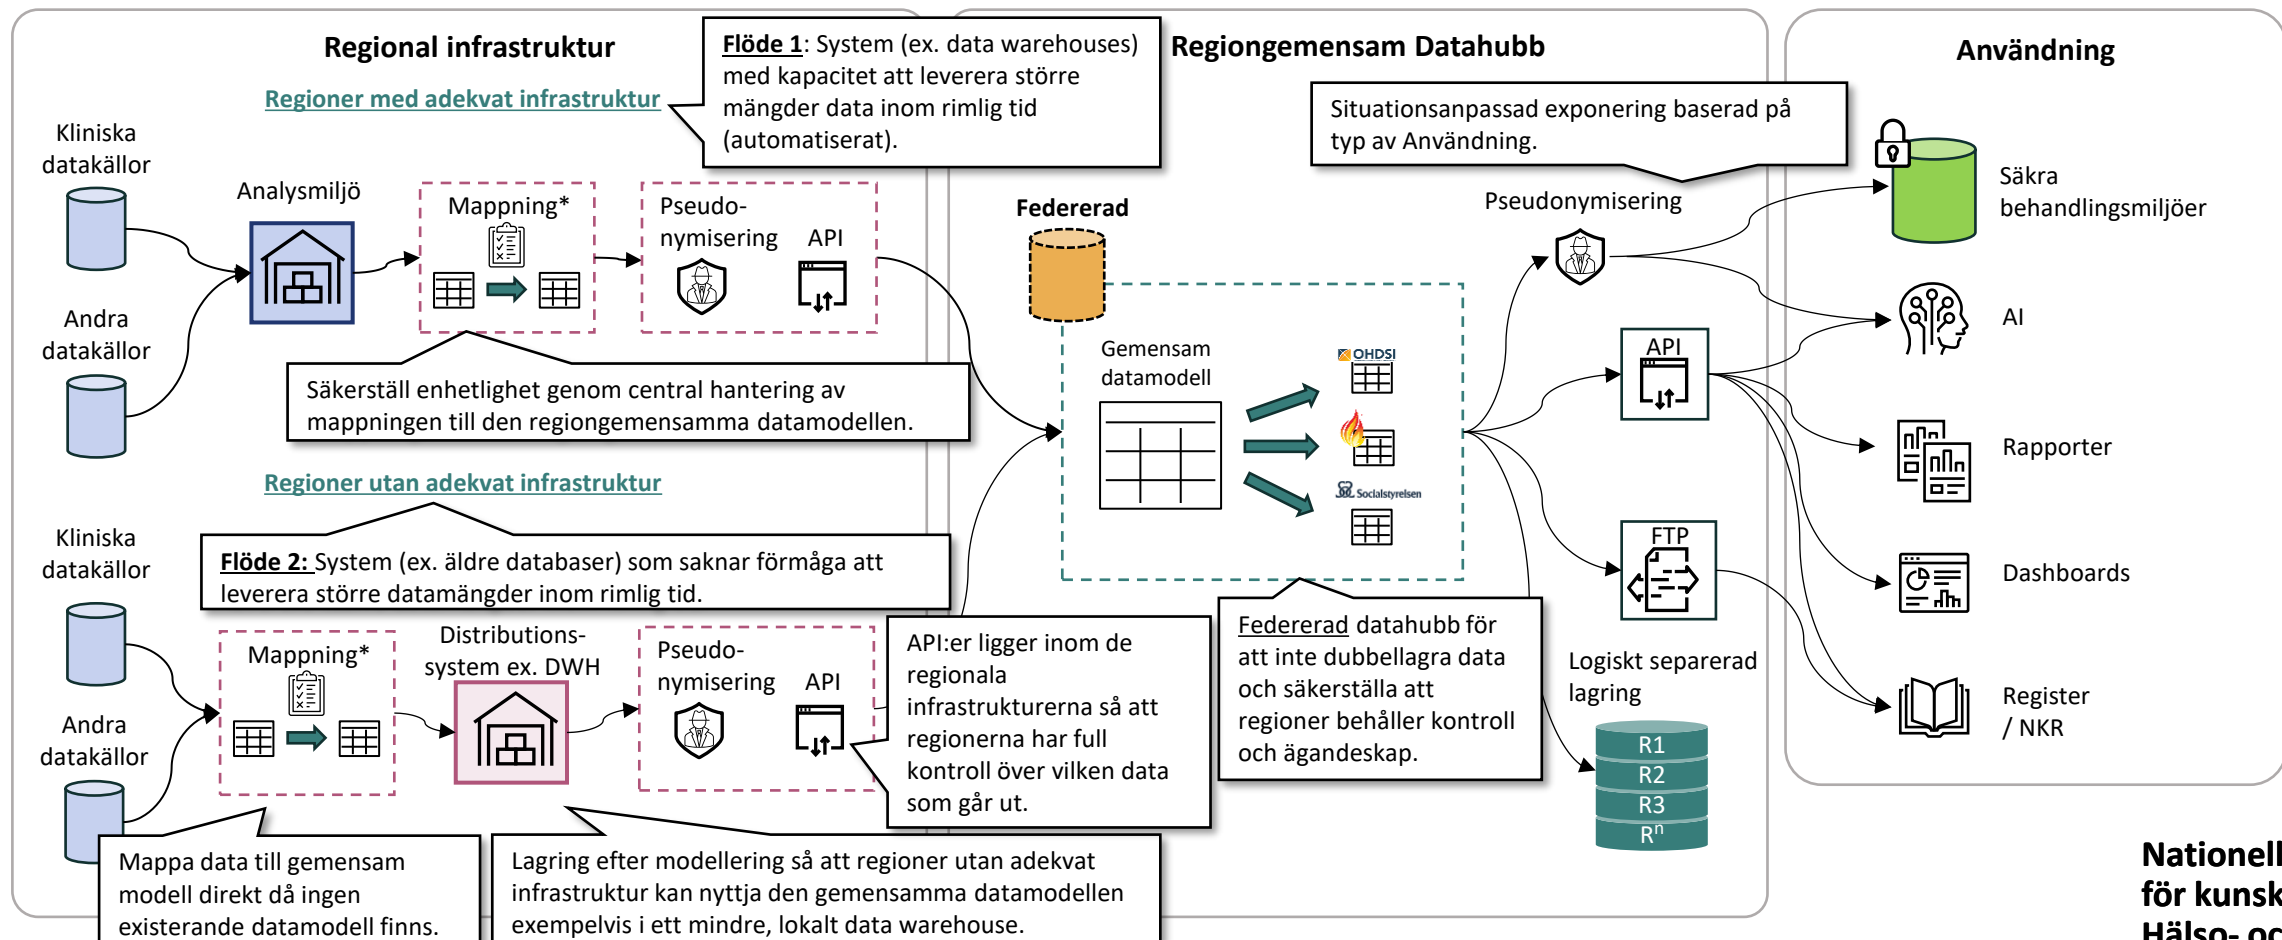 Regional infrastruktur
Regioner med adekvat infrastruktur
Flöde 1: System (ex. data warehouses)
med kapacitet att leverera större
mängder data inom rimlig tid
(automatiserat).
Kliniska
datakällor
Analysmiljö
Mappning*
Pseudo-
nymisering
API
Andra
datakällor
Säkerställ enhetlighet genom central hantering av
mappningen till den regiongemensamma datamodellen.
Regioner utan adekvat infrastruktur
Flöde 2: System (ex. äldre databaser) som saknar förmåga att
leverera större datamängder inom rimlig tid.
Kliniska
datakällor
Mappning*
Distributions-
system ex. DWH
Pseudo-
nymisering
API
Andra
datakällor
API:er ligger inom de
regionala
infrastrukturerna så att
regionerna har full
kontroll över vilken data
som går ut.
Mappa data till gemensam
modell direkt då ingen
existerande datamodell finns.
Lagring efter modellering så att regioner utan adekvat
infrastruktur kan nyttja den gemensamma datamodellen
exempelvis i ett mindre, lokalt data warehouse.
Regiongemensam Datahubb
Situationsanpassad exponering baserad på
typ av Användning.
Federerad
Pseudonymisering
Gemensam
datamodell
OHDSI
Socialstyrelsen
API
FTP
Federerad datahubb för
att inte dubbellagra data
och säkerställa att
regioner behåller kontroll
och ägandeskap.
Logiskt separerad
lagring
R1
R2
R3
Rⁿ
Användning
Säkra
behandlingsmiljöer
AI
Rapporter
Dashboards
Register
/ NKR
Nationell
för kunsk
Hälso- oc